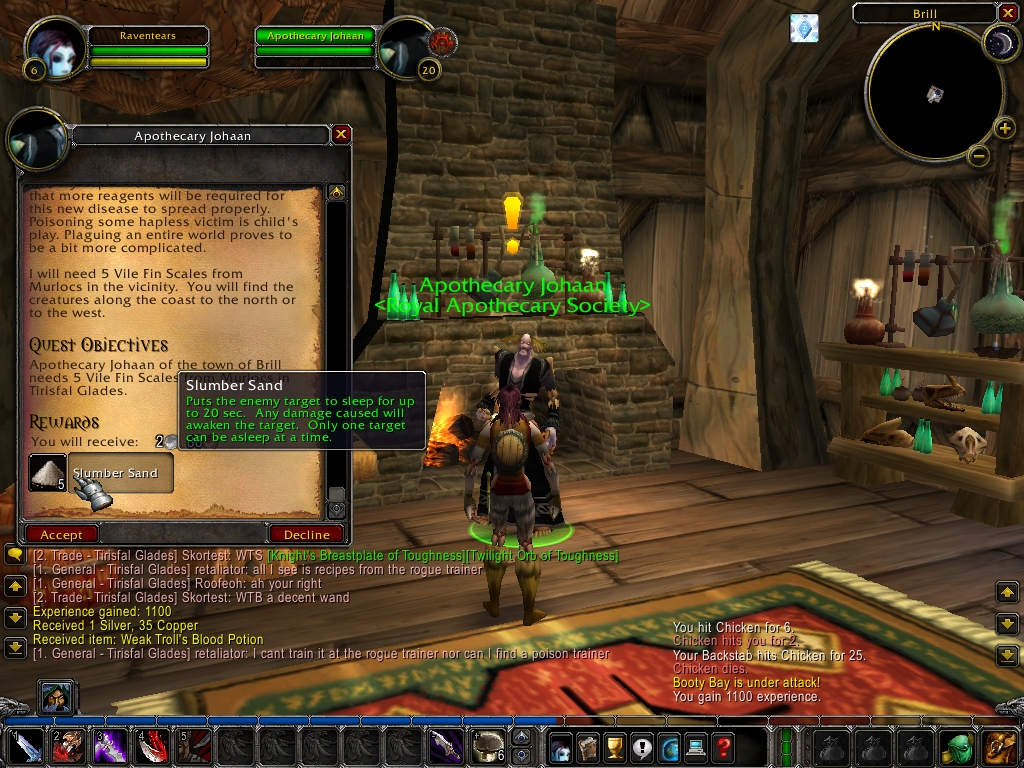 Raventears
6
Apothecary Johaan
20
Brill
N
Apothecary Johaan
that more reagents will be required for
this new disease to spread properly.
Poisoning some hapless victim is child's
play. Plaguing an entire world proves to
be a bit more complicated.
I will need 5 Vile Fin Scales from
Murlocs in the vicinity. You will find the
creatures along the coast to the north or
to the west.
Quest Objectives
Apothecary Johaan of the town of Brill
needs 5 Vile Fin Scales from Murlocs in
Tirisfal Glades.
Rewards
You will receive: 2
5
Slumber Sand
Accept
Decline
Slumber Sand
Puts the enemy target to sleep for up
to 20 sec. Any damage caused will
awaken the target. Only one target
can be asleep at a time.
Apothecary Johaan
<Royal Apothecary Society>
[2. Trade - Tirisfal Glades] Skortest: WTS [Knight's Breastplate of Toughness][Twilight Orb of Toughness]
[1. General - Tirisfal Glades] retaliator: all I see is recipes from the rogue trainer
[1. General - Tirisfal Glades] Roofeoh: ah your right
[2. Trade - Tirisfal Glades] Skortest: WTB a decent wand
Experience gained: 1100
Received 1 Silver, 35 Copper
Received item: Weak Troll's Blood Potion
[1. General - Tirisfal Glades] retaliator: I cant train it at the rogue trainer nor can I find a poison trainer
You hit Chicken for 6.
Chicken hits you for 2.
Your Backstab hits Chicken for 25.
Chicken dies.
Booty Bay is under attack!
You gain 1100 experience.
2
3
4
5
6